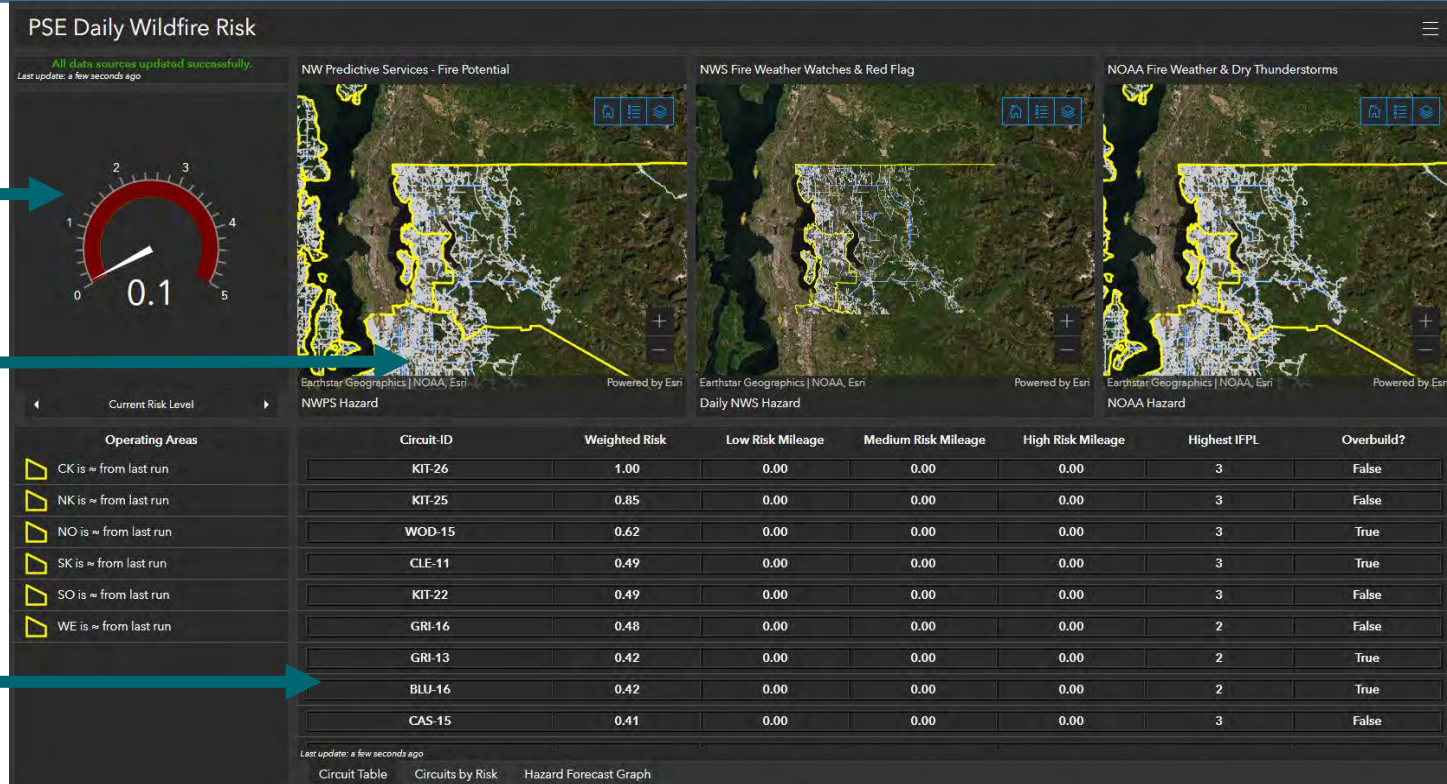 PSE Daily Wildfire Risk
All data sources updated successfully.
Last update: a few seconds ago
0 1 2 3 4 5
0.1
Current Risk Level
NW Predictive Services - Fire Potential
Earthstar Geographics | NOAA, Esri Powered by Esri
NWPS Hazard
NWS Fire Weather Watches & Red Flag
Earthstar Geographics | NOAA, Esri Powered by Esri
Daily NWS Hazard
NOAA Fire Weather & Dry Thunderstorms
Earthstar Geographics | NOAA, Esri Powered by Esri
NOAA Hazard
Operating Areas
CK is ≈ from last run
NK is ≈ from last run
NO is ≈ from last run
SK is ≈ from last run
SO is ≈ from last run
WE is ≈ from last run
Circuit-ID Weighted Risk Low Risk Mileage Medium Risk Mileage High Risk Mileage Highest IFPL Overbuild?
KIT-26 1.00 0.00 0.00 0.00 3 False
KIT-25 0.85 0.00 0.00 0.00 3 False
WOD-15 0.62 0.00 0.00 0.00 3 True
CLE-11 0.49 0.00 0.00 0.00 3 True
KIT-22 0.49 0.00 0.00 0.00 3 False
GRI-16 0.48 0.00 0.00 0.00 2 False
GRI-13 0.42 0.00 0.00 0.00 2 True
BLU-16 0.42 0.00 0.00 0.00 2 True
CAS-15 0.41 0.00 0.00 0.00 3 False
Last update: a few seconds ago
Circuit Table Circuits by Risk Hazard Forecast Graph